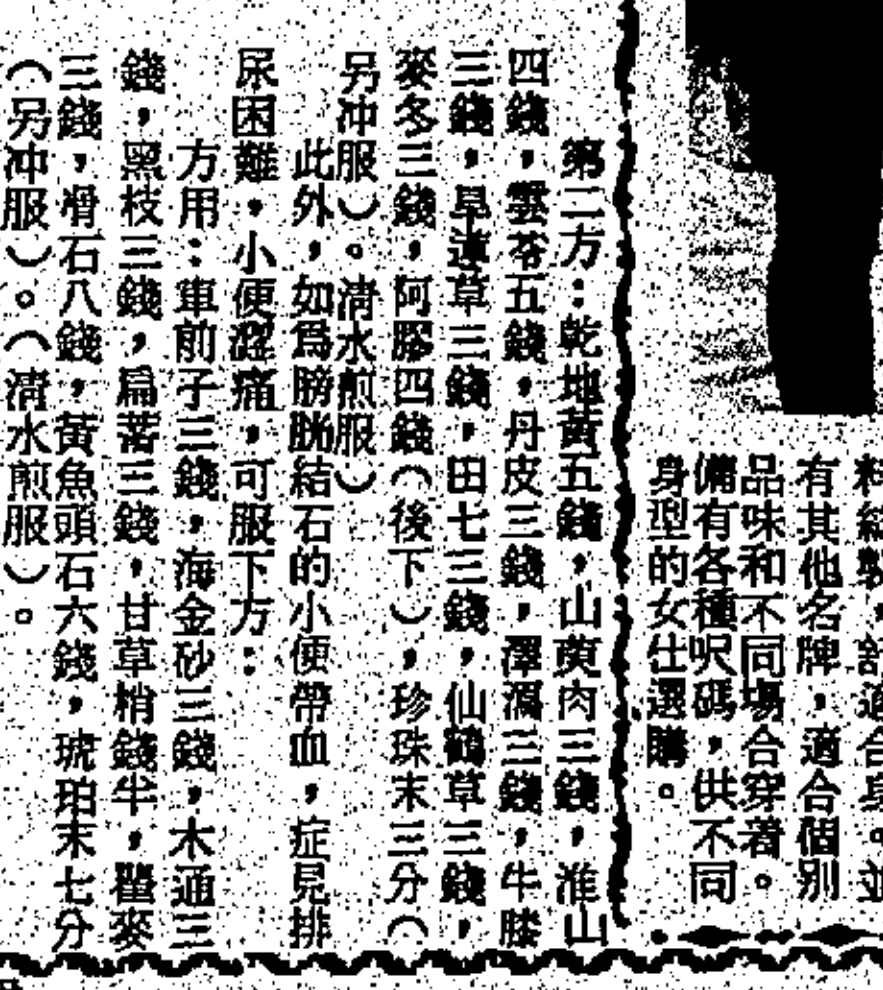 第二方：乾地黃五錢，山萸肉三錢，淮山
四錢，雲苓五錢，丹皮三錢，澤瀉三錢，牛膝
三錢，旱蓮草三錢，田七三錢，仙鶴草三錢，
麥冬三錢，阿膠四錢（後下），珍珠末三分（
另冲服）。清水煎服）
此外，如爲膀胱結石的小便帶血，症見排
尿困難，小便澀痛，可服下方：
方用：車前子三錢，海金砂三錢，木通三
錢，黑枝三錢，扁蓄三錢，甘草梢錢半，瞿麥
三錢，滑石八錢，黃魚頭石六錢，琥珀末七分
（另冲服）。（清水煎服）。
，適合身。並
有其他名牌，適合個別
品味和不同場合穿着。
備有各種呎碼，供不同
身型的女仕選購。